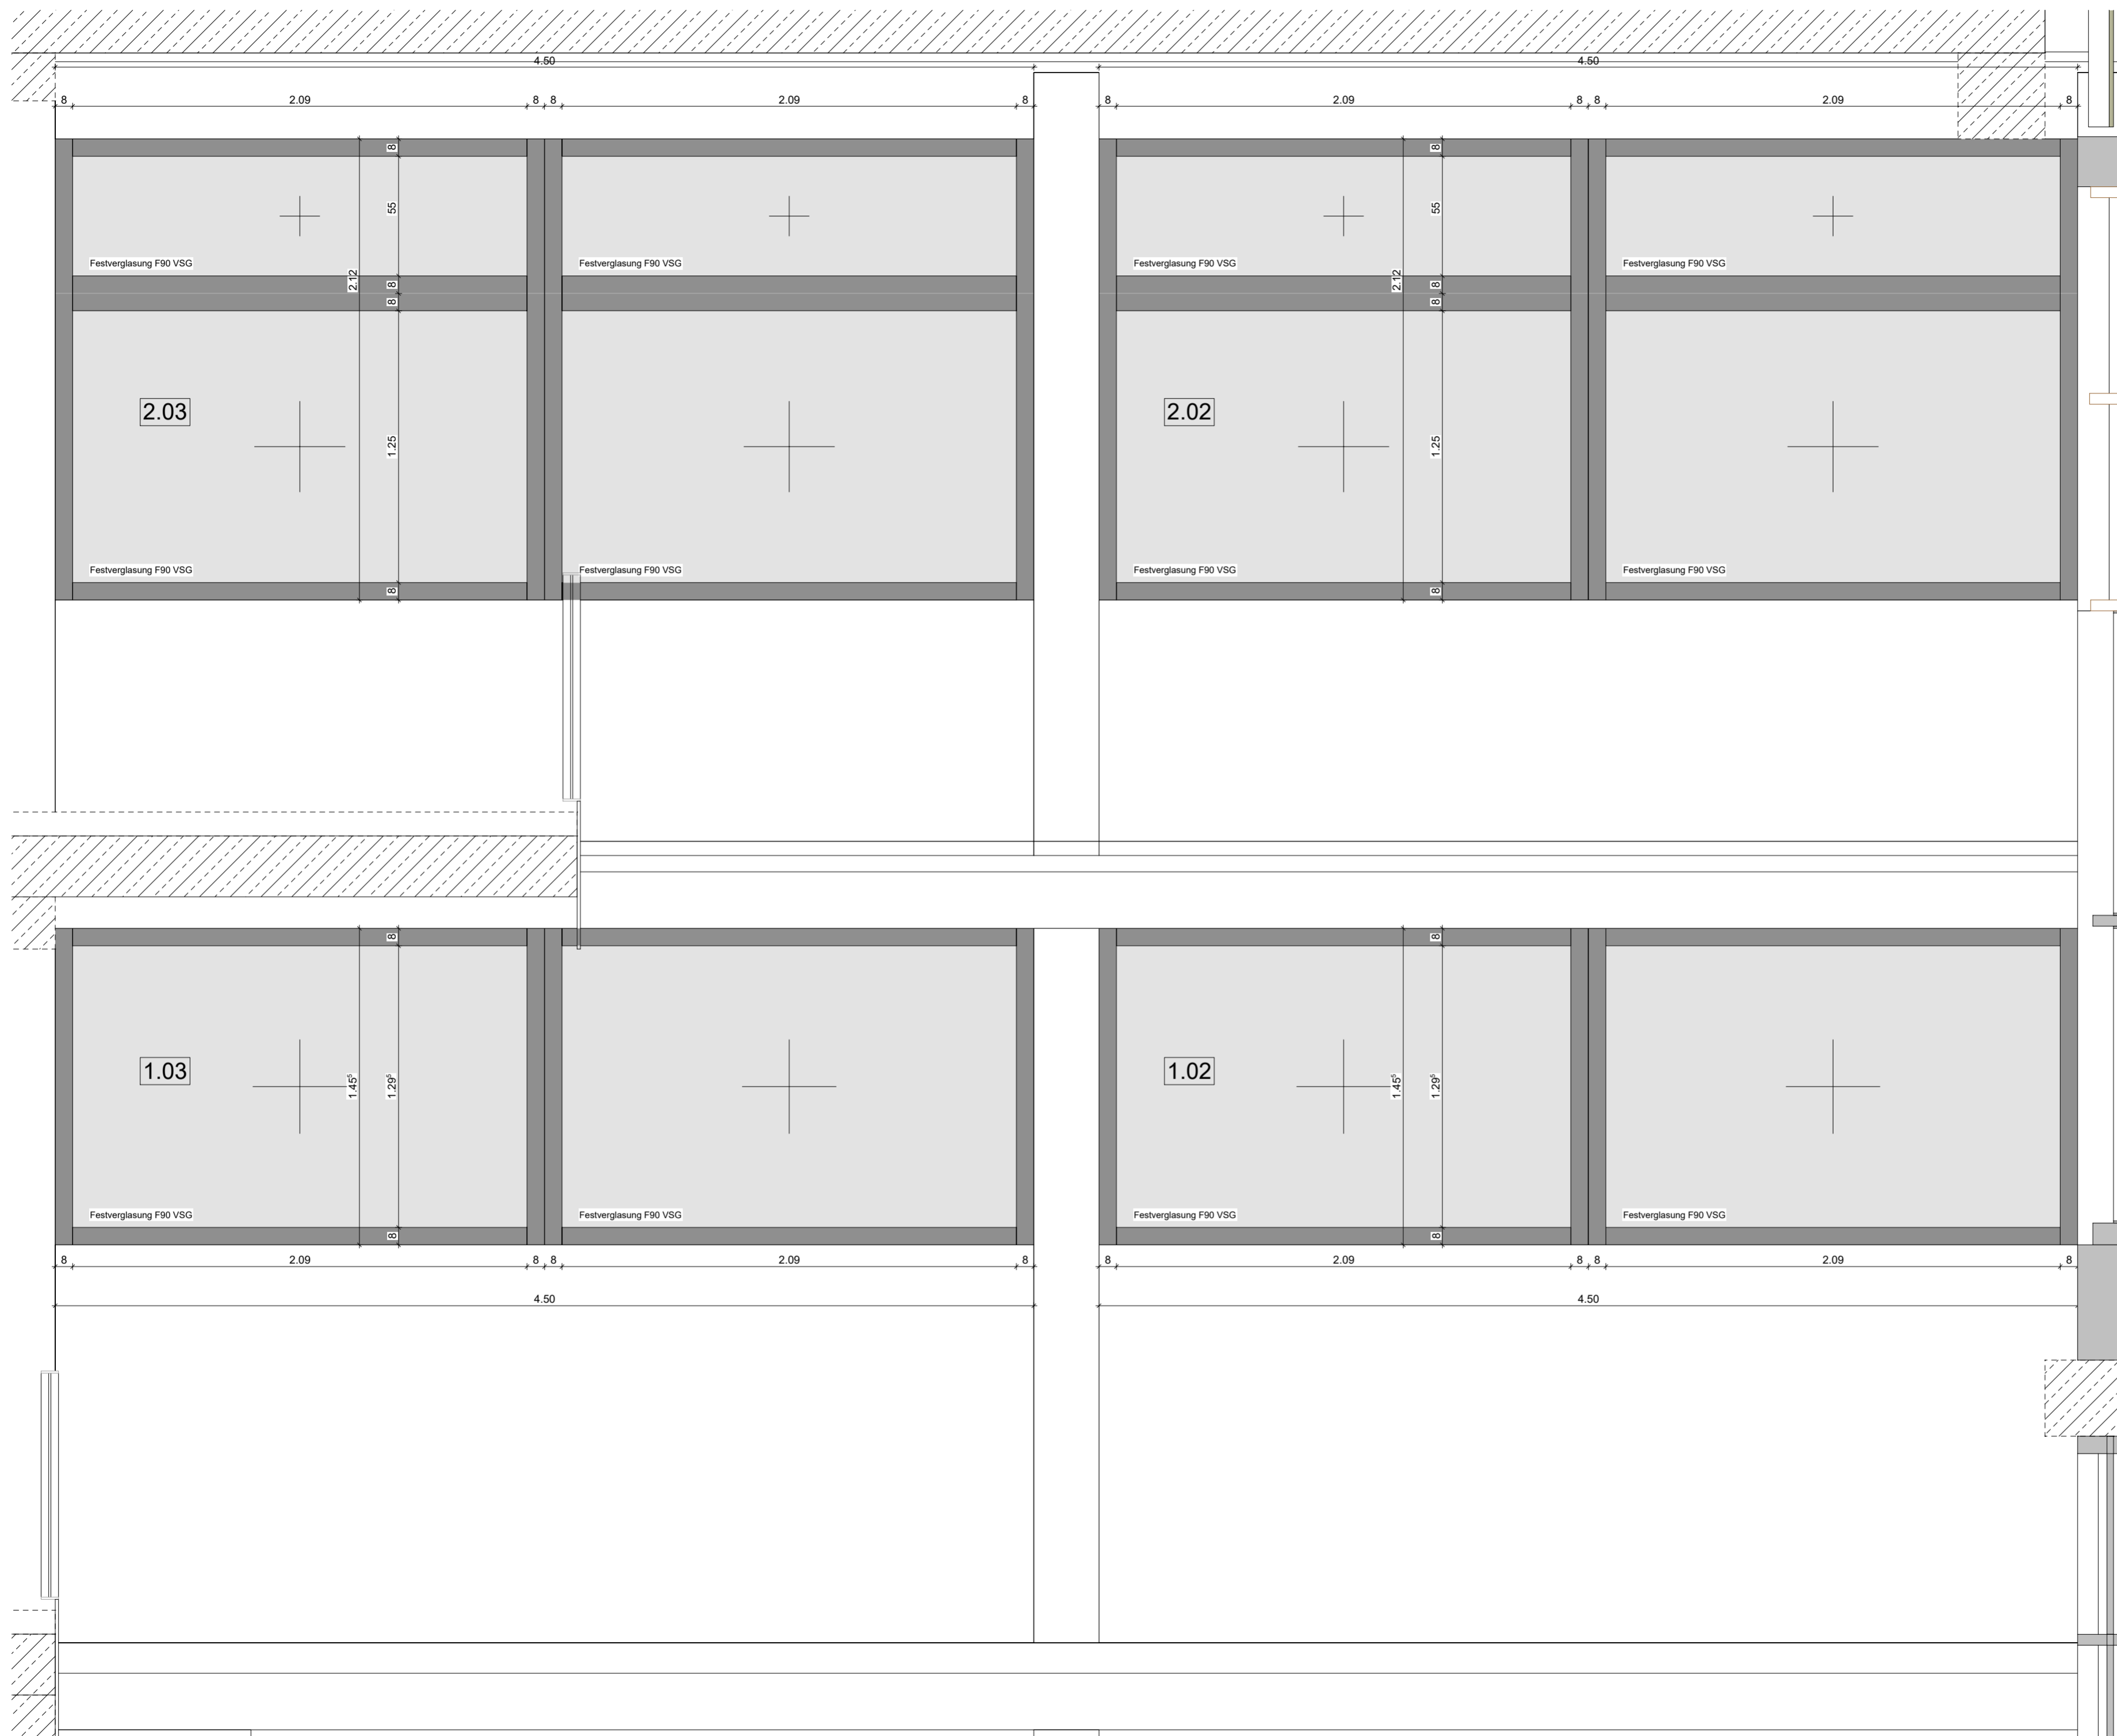 4.50 4.50
8 2.09 8 8 2.09 8 8 2.09 8 8 2.09 8
8 8
55 55
Festverglasung F90 VSG Festverglasung F90 VSG Festverglasung F90 VSG Festverglasung F90 VSG
2.12 8 2.12 8
8 8
2.03 2.02
1.25 1.25
Festverglasung F90 VSG Festverglasung F90 VSG Festverglasung F90 VSG Festverglasung F90 VSG
8 8
8 8
1.03 1.02
1.45⁵ 1.29⁵ 1.45⁵ 1.29⁵
Festverglasung F90 VSG Festverglasung F90 VSG Festverglasung F90 VSG Festverglasung F90 VSG
8 8
8 2.09 8 8 2.09 8 8 2.09 8 8 2.09 8
4.50 4.50